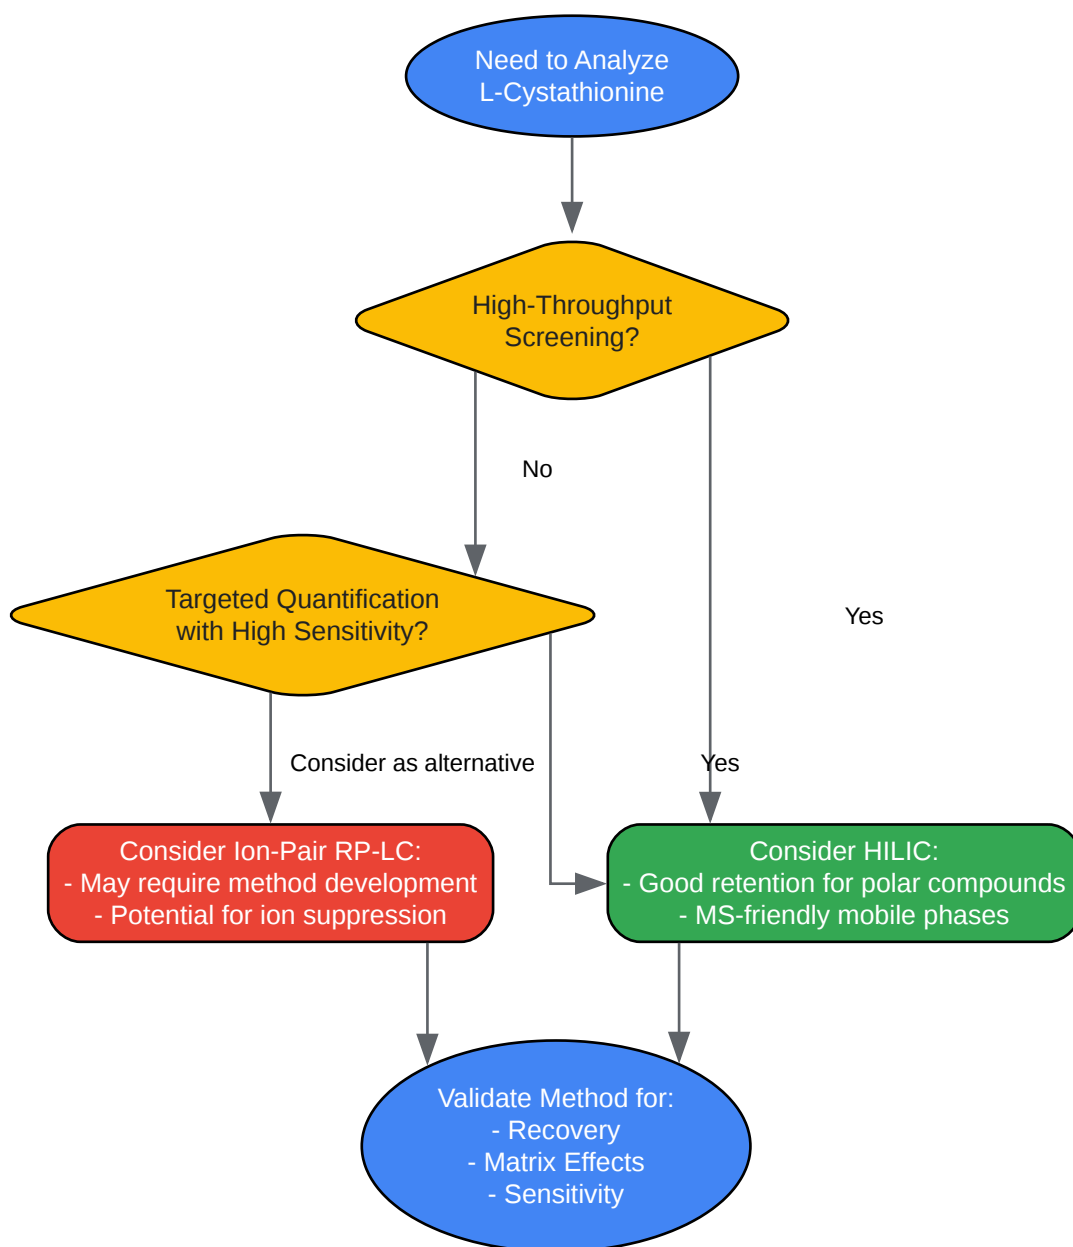 Need to Analyze
L-Cystathionine
High-Throughput
Screening?
No
Targeted Quantification
with High Sensitivity?
Yes
Consider as alternative
Yes
Consider Ion-Pair RP-LC:
- May require method development
- Potential for ion suppression
Consider HILIC:
- Good retention for polar compounds
- MS-friendly mobile phases
Validate Method for:
- Recovery
- Matrix Effects
- Sensitivity